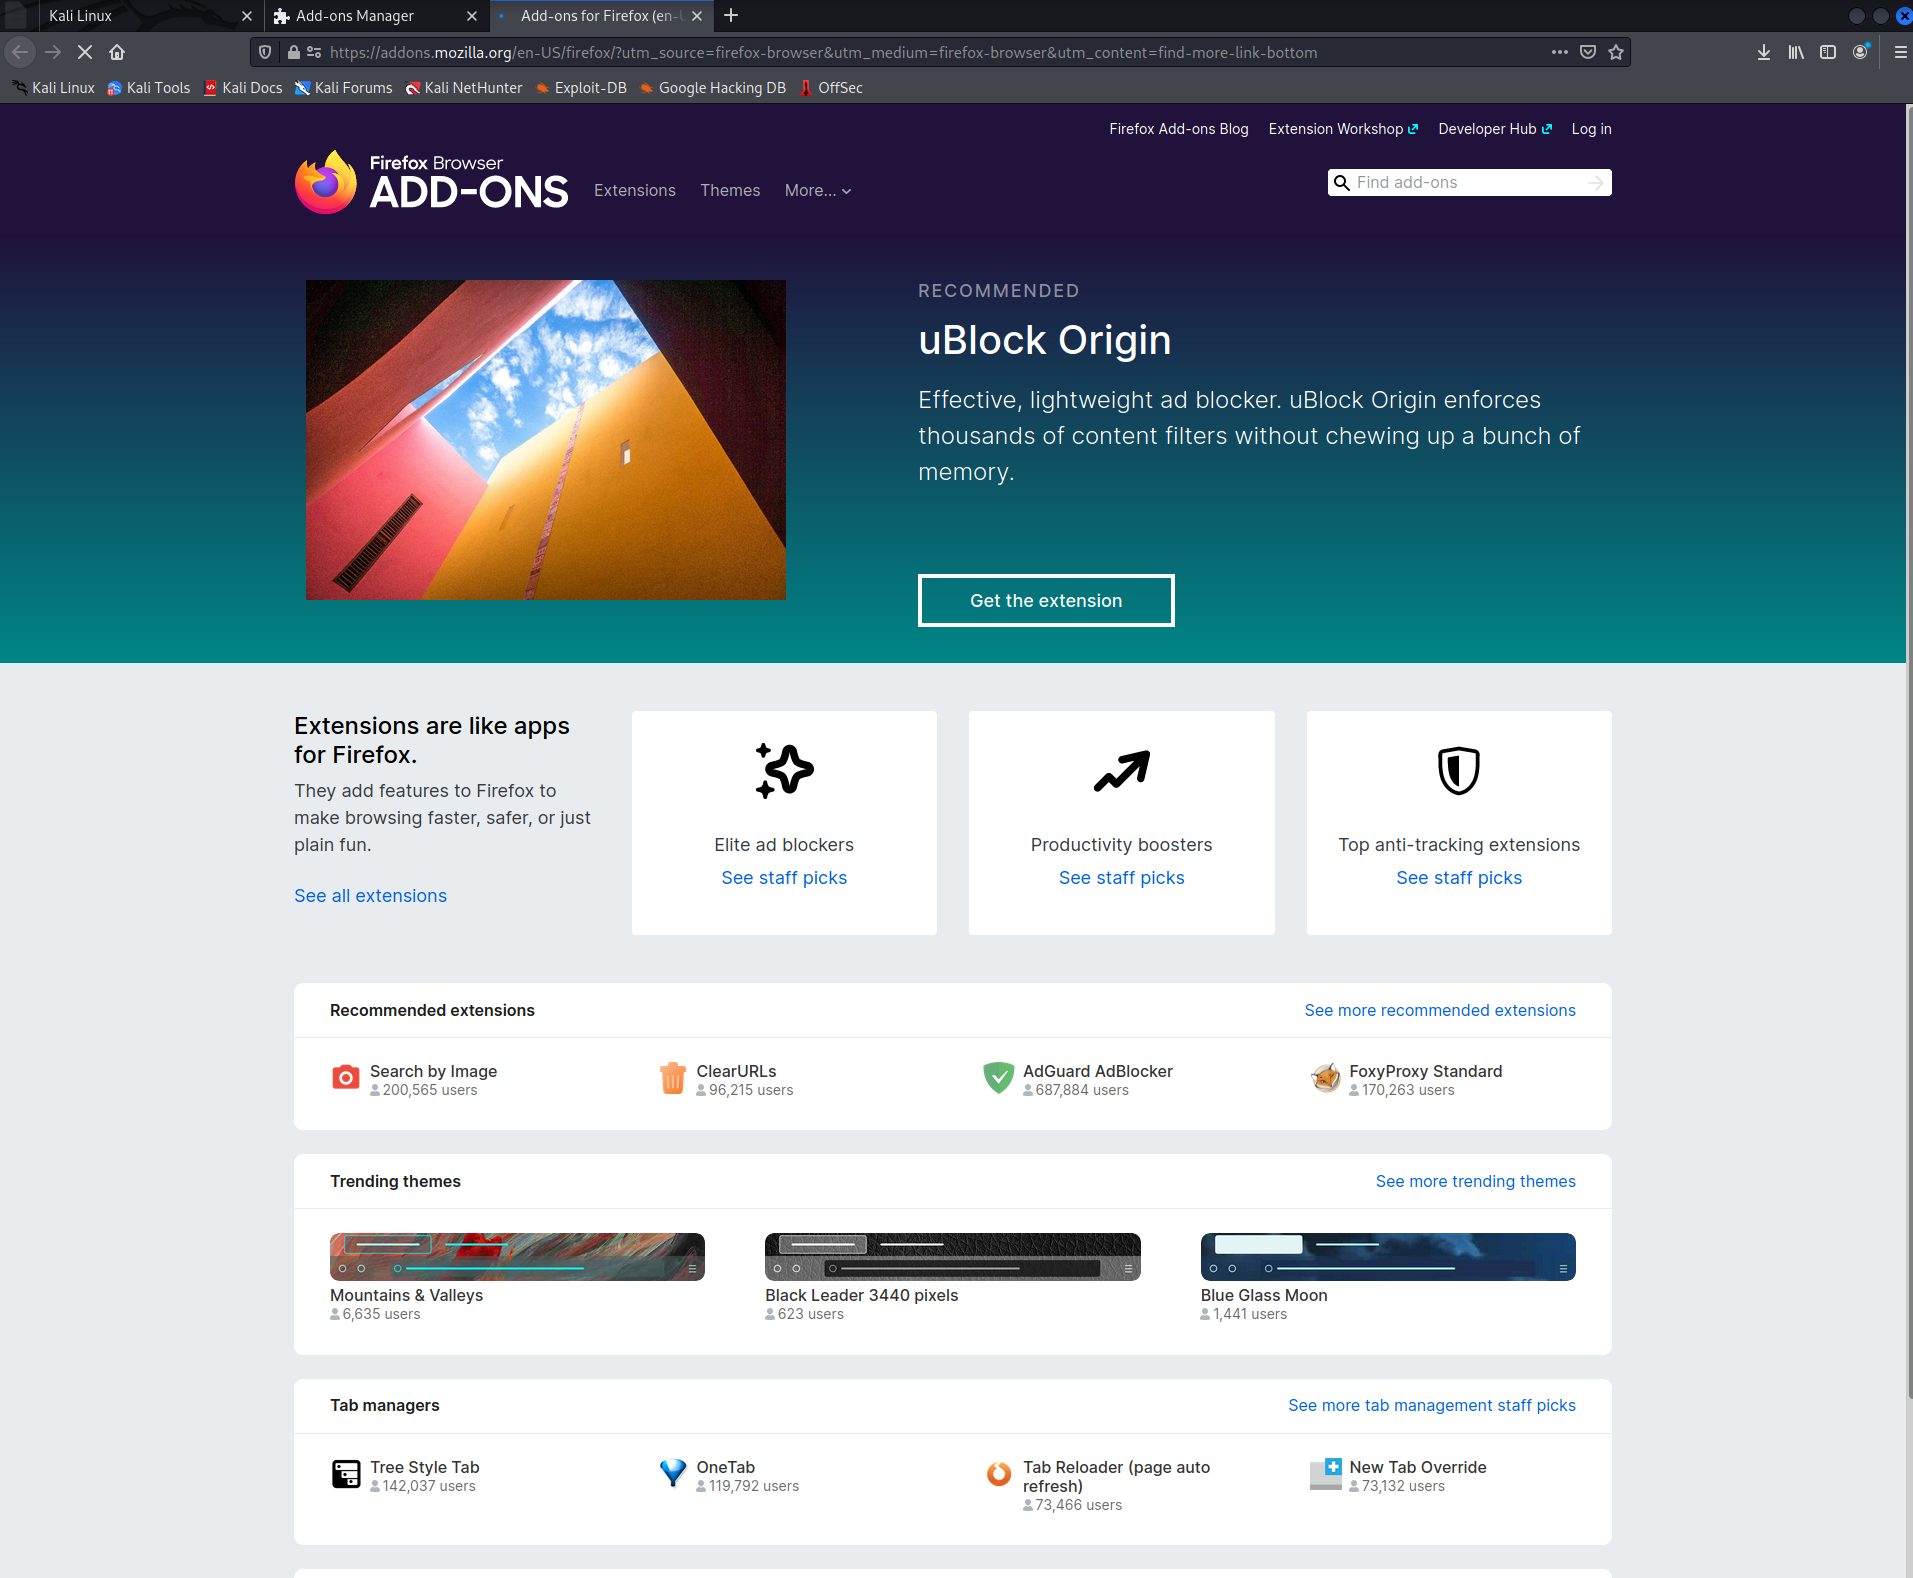 Kali Linux
Add-ons Manager
Add-ons for Firefox (en-U
https://addons.mozilla.org/en-US/firefox/?utm_source=firefox-browser&utm_medium=firefox-browser&utm_content=find-more-link-bottom
Kali Linux
Kali Tools
Kali Docs
Kali Forums
Kali NetHunter
Exploit-DB
Google Hacking DB
OffSec
Firefox Add-ons Blog
Extension Workshop
Developer Hub
Log in
Firefox Browser
ADD-ONS
Extensions
Themes
More...
Find add-ons
RECOMMENDED
uBlock Origin
Effective, lightweight ad blocker. uBlock Origin enforces
thousands of content filters without chewing up a bunch of
memory.
Get the extension
Extensions are like apps
for Firefox.
They add features to Firefox to
make browsing faster, safer, or just
plain fun.
See all extensions
Elite ad blockers
See staff picks
Productivity boosters
See staff picks
Top anti-tracking extensions
See staff picks
Recommended extensions
See more recommended extensions
Search by Image
200,565 users
ClearURLs
96,215 users
AdGuard AdBlocker
687,884 users
FoxyProxy Standard
170,263 users
Trending themes
See more trending themes
Mountains & Valleys
6,635 users
Black Leader 3440 pixels
623 users
Blue Glass Moon
1,441 users
Tab managers
See more tab management staff picks
Tree Style Tab
142,037 users
OneTab
119,792 users
Tab Reloader (page auto
refresh)
73,466 users
New Tab Override
73,132 users